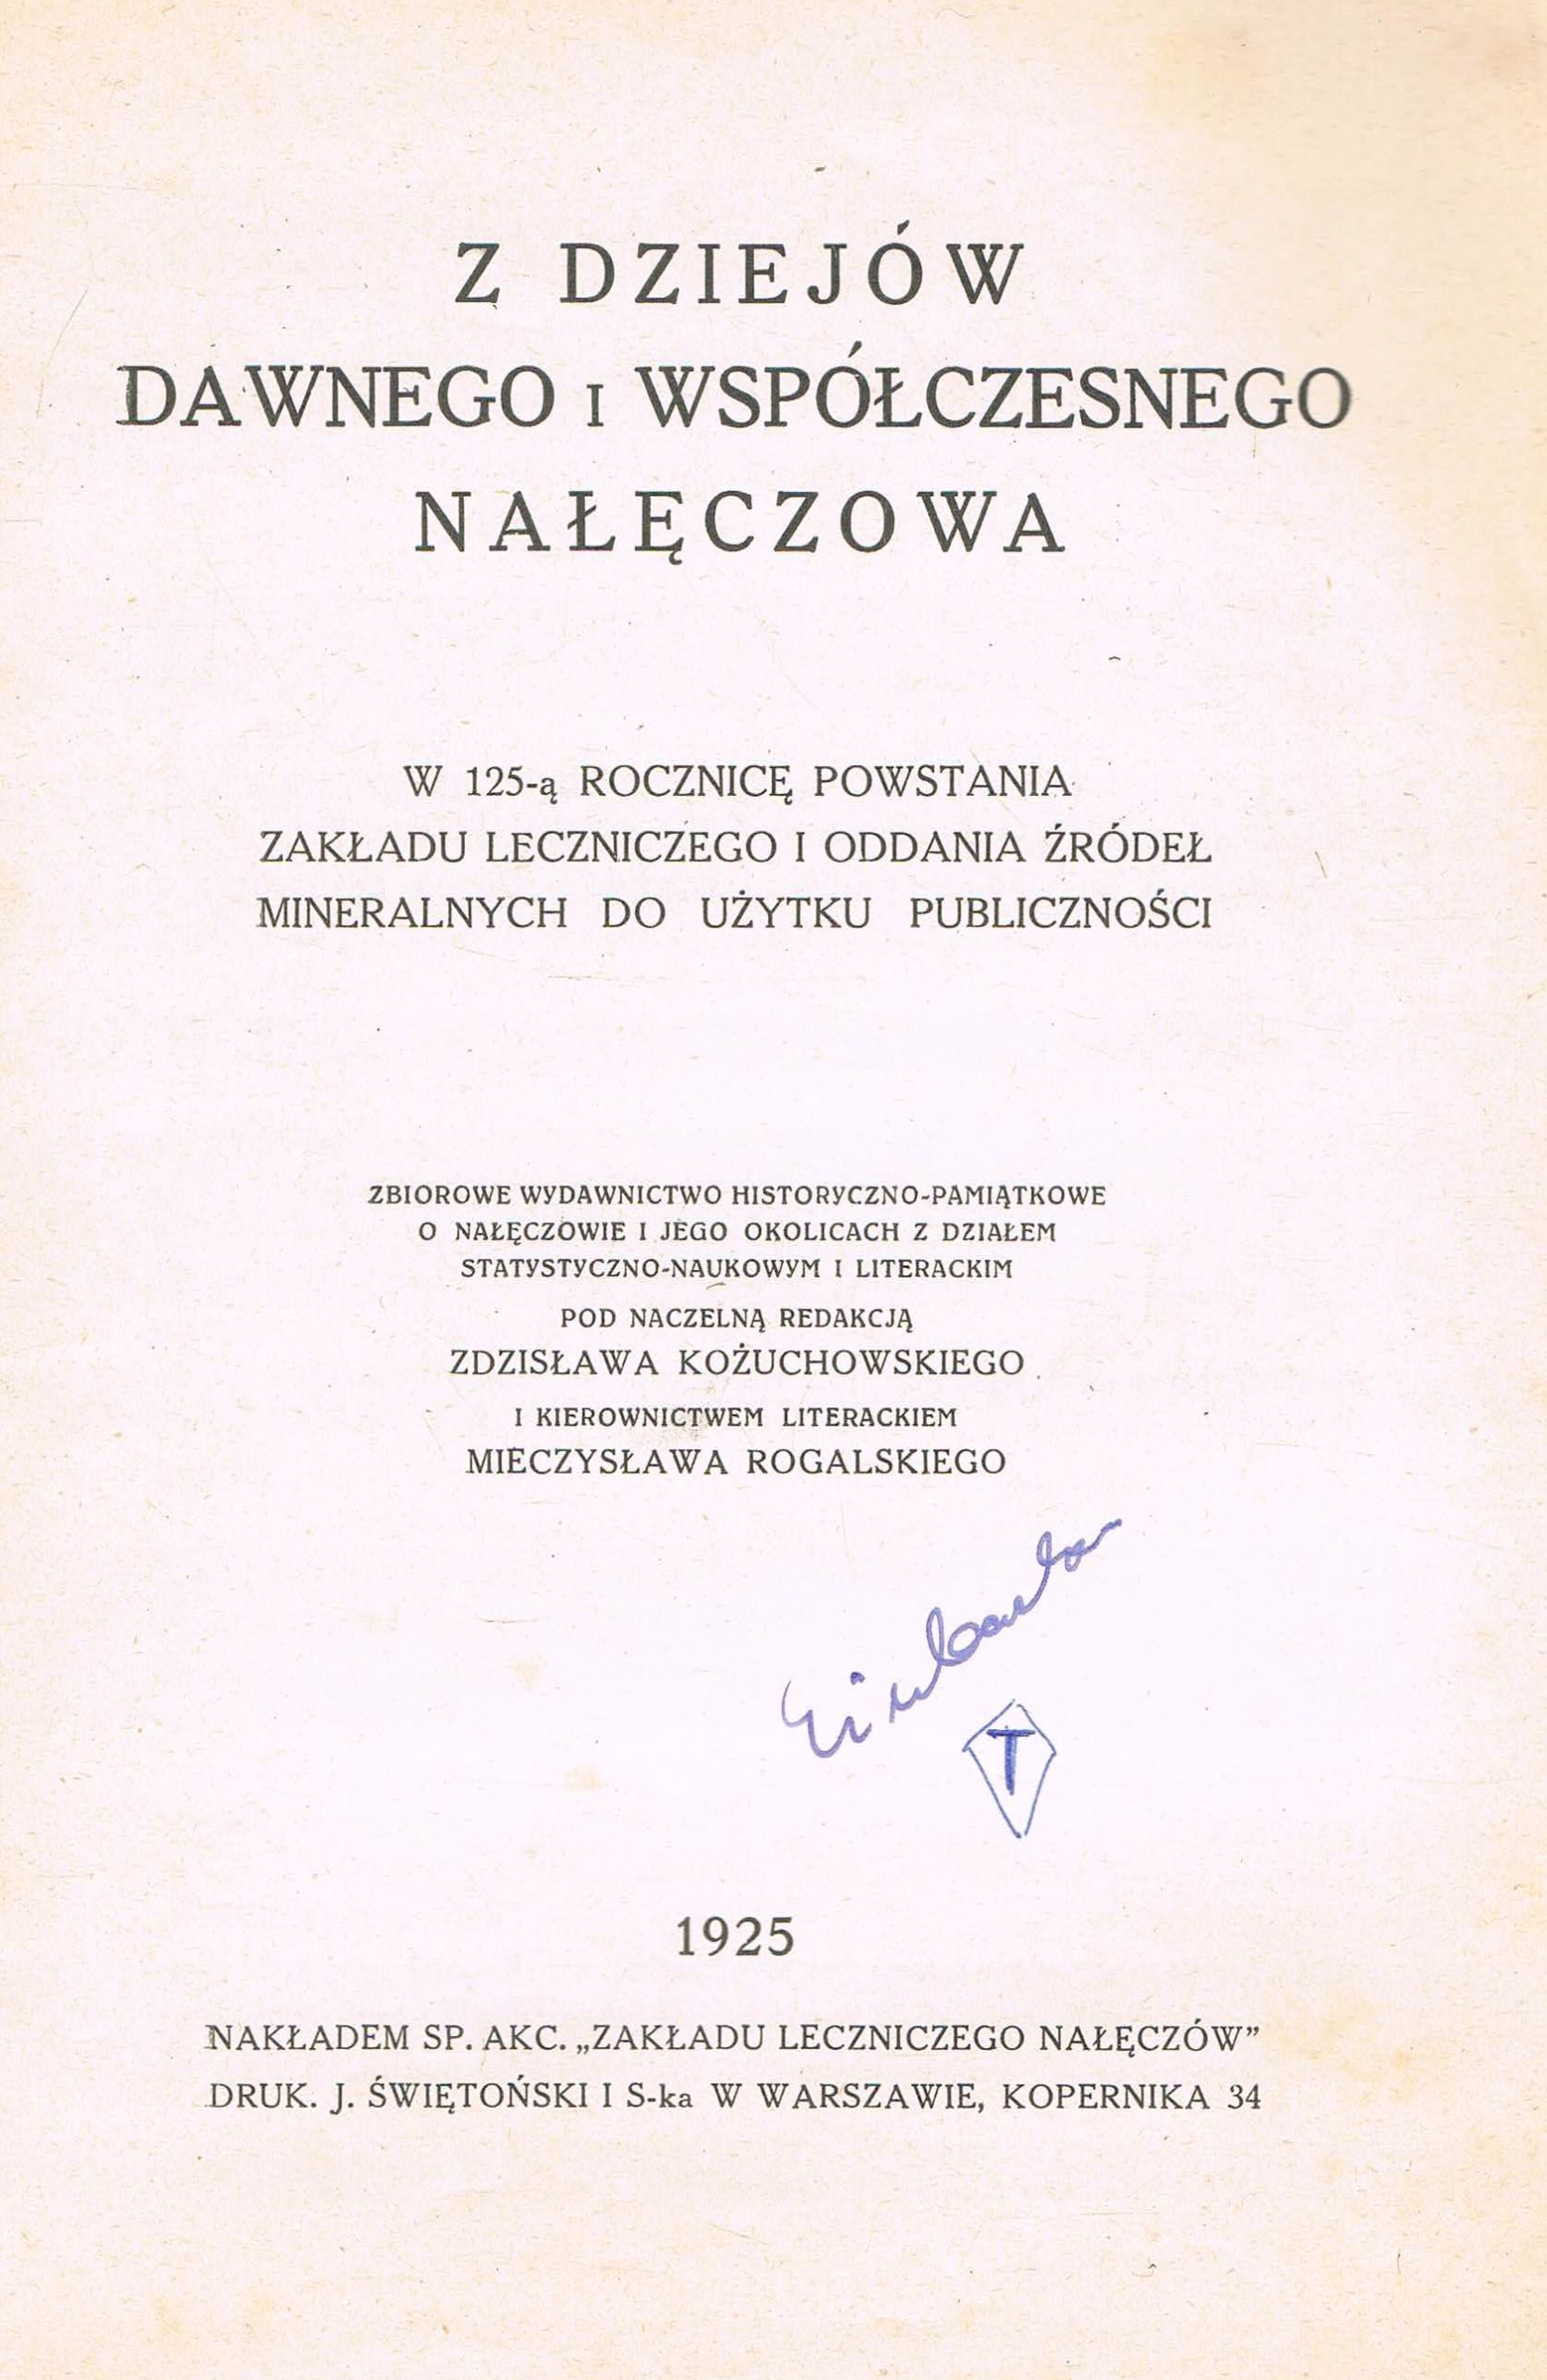 Z DZIEJÓW
DAWNEGO I WSPÓŁCZESNEGO
NAŁĘCZOWA
W 125-ą ROCZNICĘ POWSTANIA
ZAKŁADU LECZNICZEGO I ODDANIA ŹRÓDEŁ
MINERALNYCH DO UŻYTKU PUBLICZNOŚCI
ZBIOROWE WYDAWNICTWO HISTORYCZNO-PAMIĄTKOWE
O NAŁĘCZOWIE I JEGO OKOLICACH Z DZIAŁEM
STATYSTYCZNO-NAUKOWYM I LITERACKIM
POD NACZELNĄ REDAKCJĄ
ZDZISŁAWA KOŻUCHOWSKIEGO
I KIEROWNICTWEM LITERACKIEM
MIECZYSŁAWA ROGALSKIEGO
T
1925
NAKŁADEM SP. AKC. „ZAKŁADU LECZNICZEGO NAŁĘCZÓW”
DRUK. J. ŚWIĘTOŃSKI I S-ka W WARSZAWIE, KOPERNIKA 34